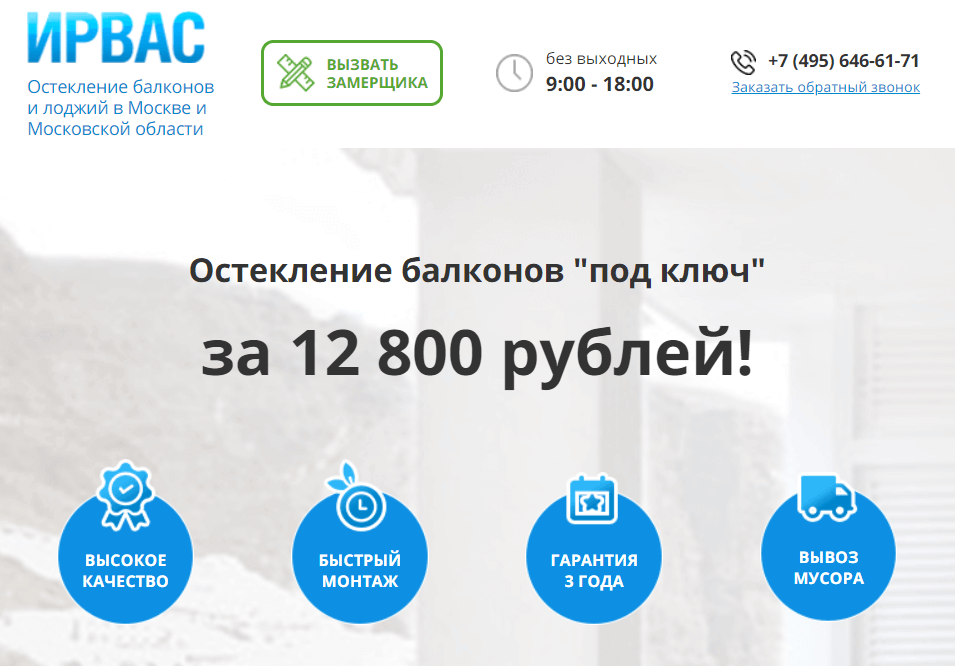 ИРВАС
Остекление балконов
и лоджий в Москве и
Московской области
ВЫЗВАТЬ
ЗАМЕРЩИКА
без выходных
9:00 - 18:00
+7 (495) 646-61-71
Заказать обратный звонок
Остекление балконов "под ключ"
за 12 800 рублей!
ВЫСОКОЕ
КАЧЕСТВО
БЫСТРЫЙ
МОНТАЖ
ГАРАНТИЯ
3 ГОДА
ВЫВОЗ
МУСОРА